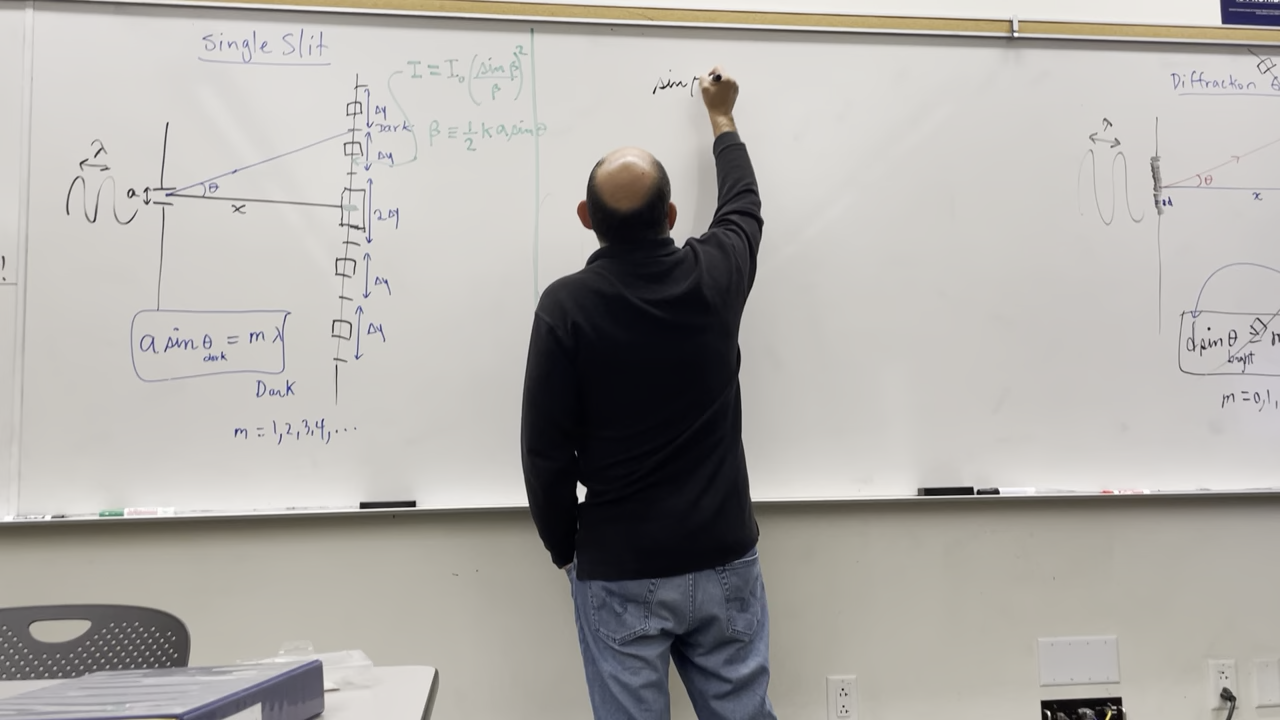 Single Slit
I = I₀ (sin β / β)²
β ≡ ½ k a sin θ
λ
a
θ
x
Δy
Dark
Δy
2Δy
Δy
Δy
a sin θ dark = m λ
Dark
m = 1,2,3,4,...
!
sin
Diffraction
λ
θ
d
x
d sin θ bright
m = 0,1,